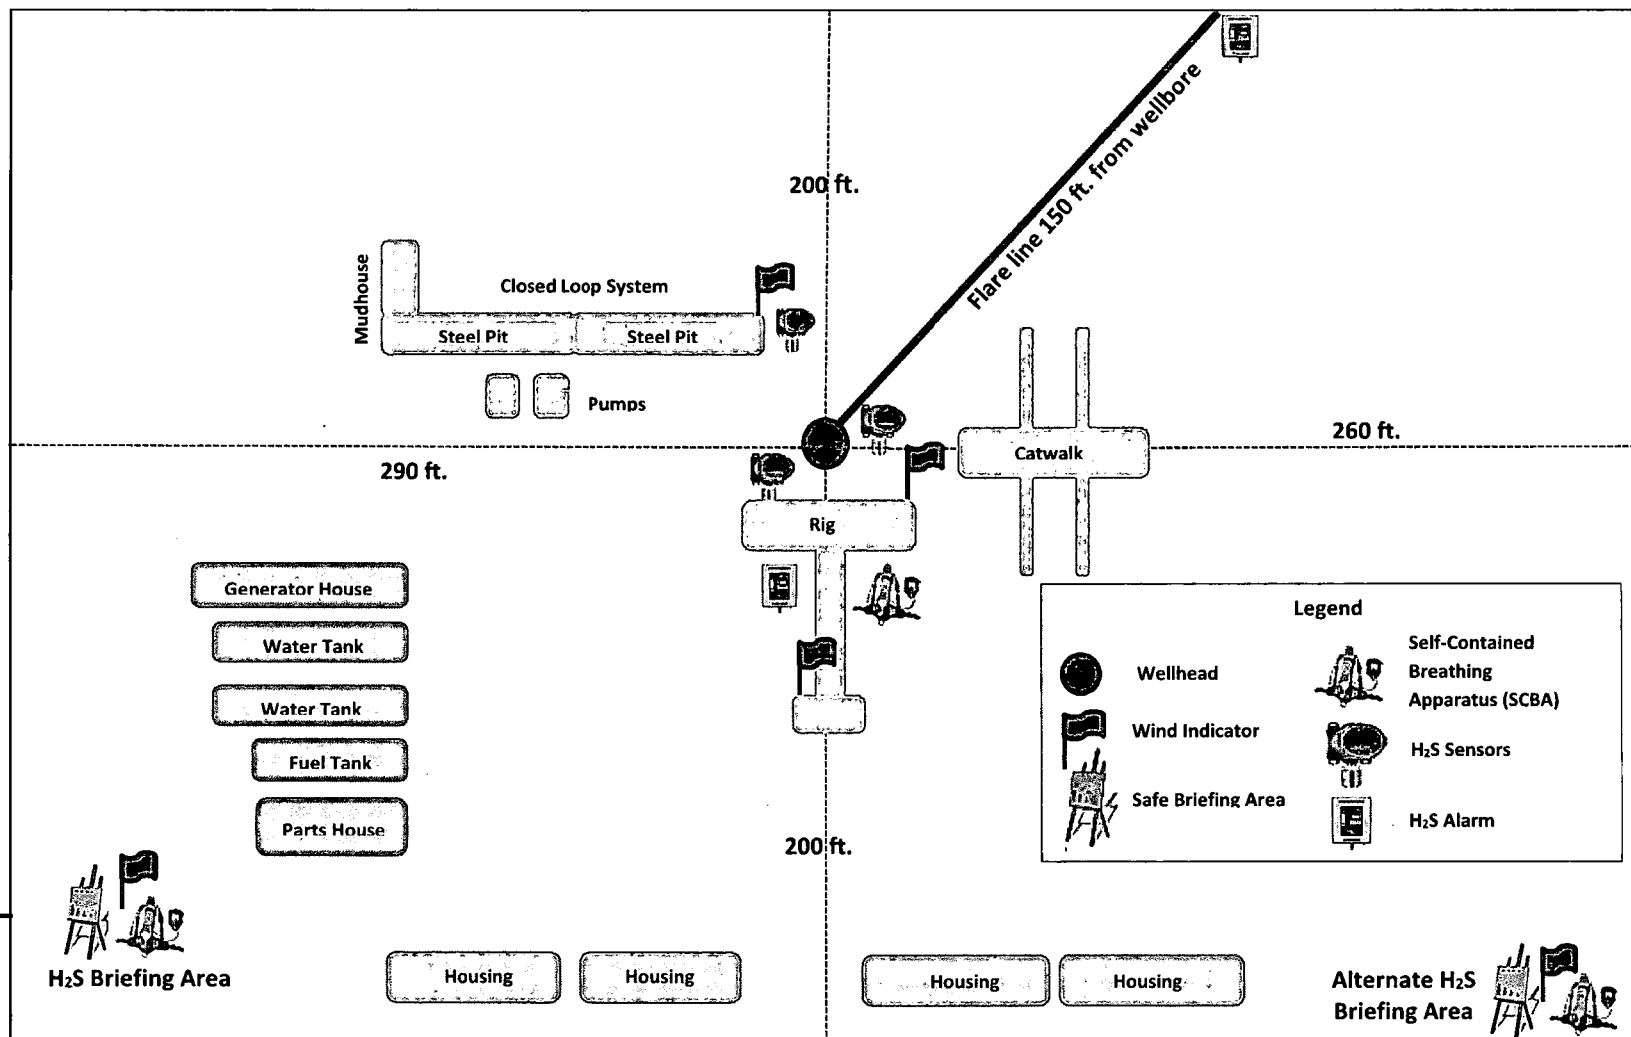 200 ft.
Flare line 150 ft. from wellbore
Mudhouse
Closed Loop System
Steel Pit
Steel Pit
Pumps
260 ft.
290 ft.
Catwalk
Rig
Generator House
Water Tank
Water Tank
Fuel Tank
Parts House
Legend
Wellhead
Self-Contained
Breathing
Apparatus (SCBA)
Wind Indicator
H₂S Sensors
Safe Briefing Area
H₂S Alarm
200 ft.
H₂S Briefing Area
Housing
Housing
Housing
Housing
Alternate H₂S
Briefing Area